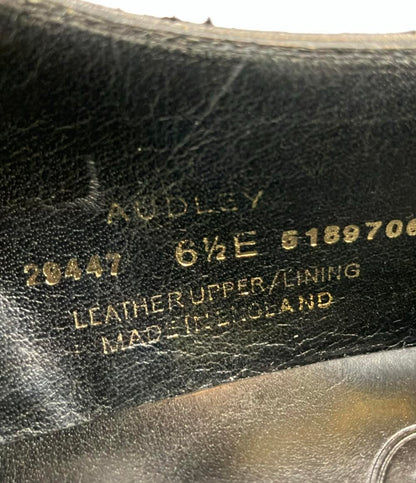 AUDLEY
29447 6½E 5189706
LEATHER UPPER/LINING
MADE IN ENGLAND